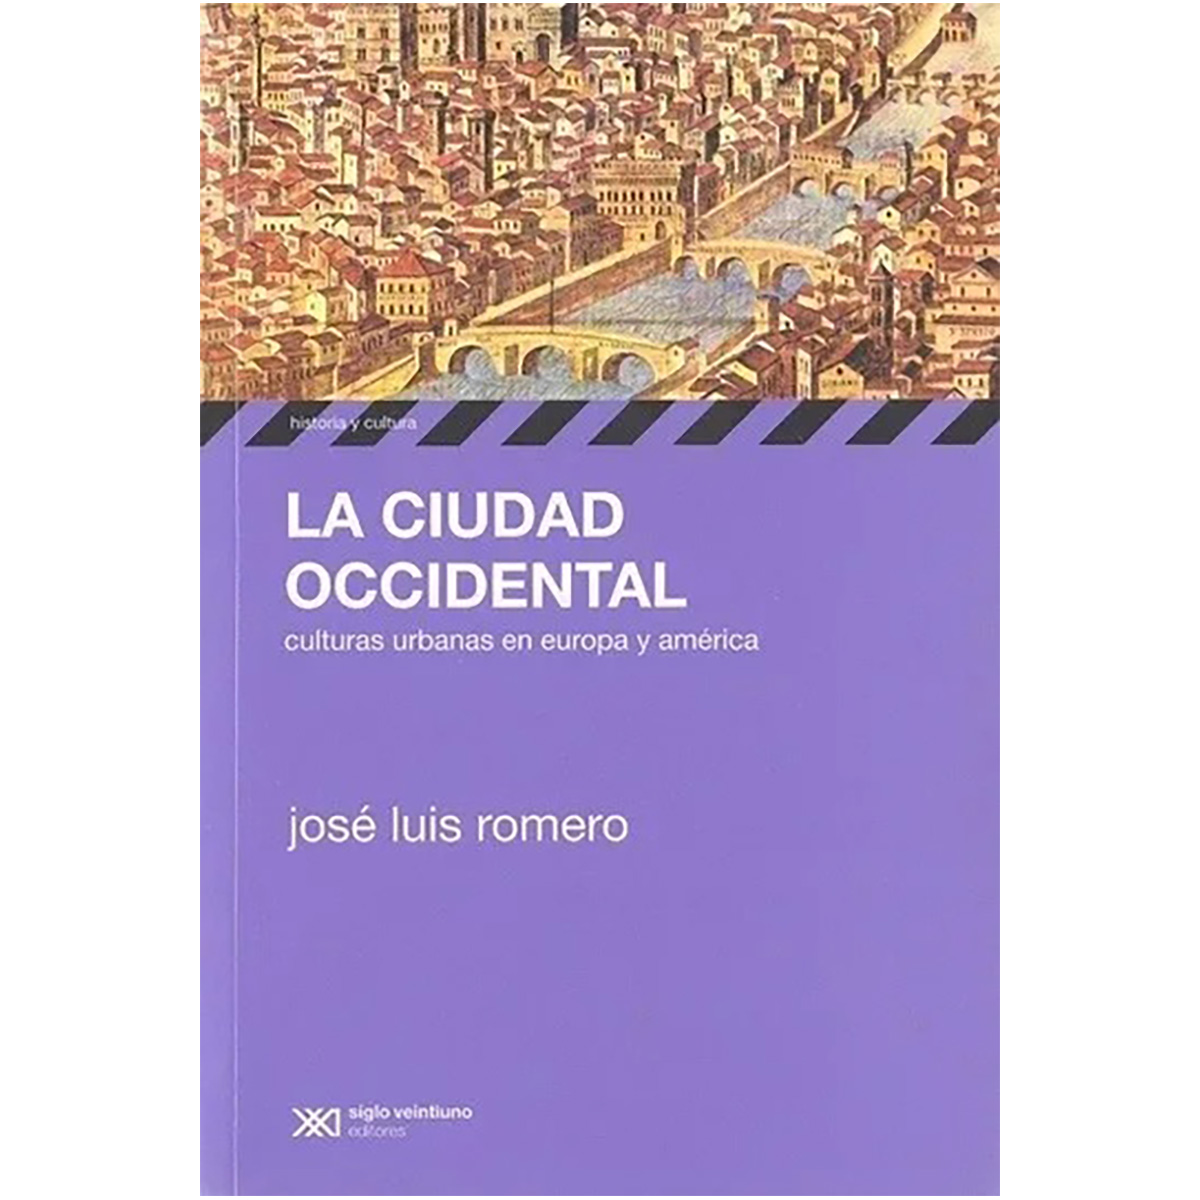 historia y cultura
LA CIUDAD
OCCIDENTAL
culturas urbanas en europa y américa
josé luis romero
siglo veintiuno
editores